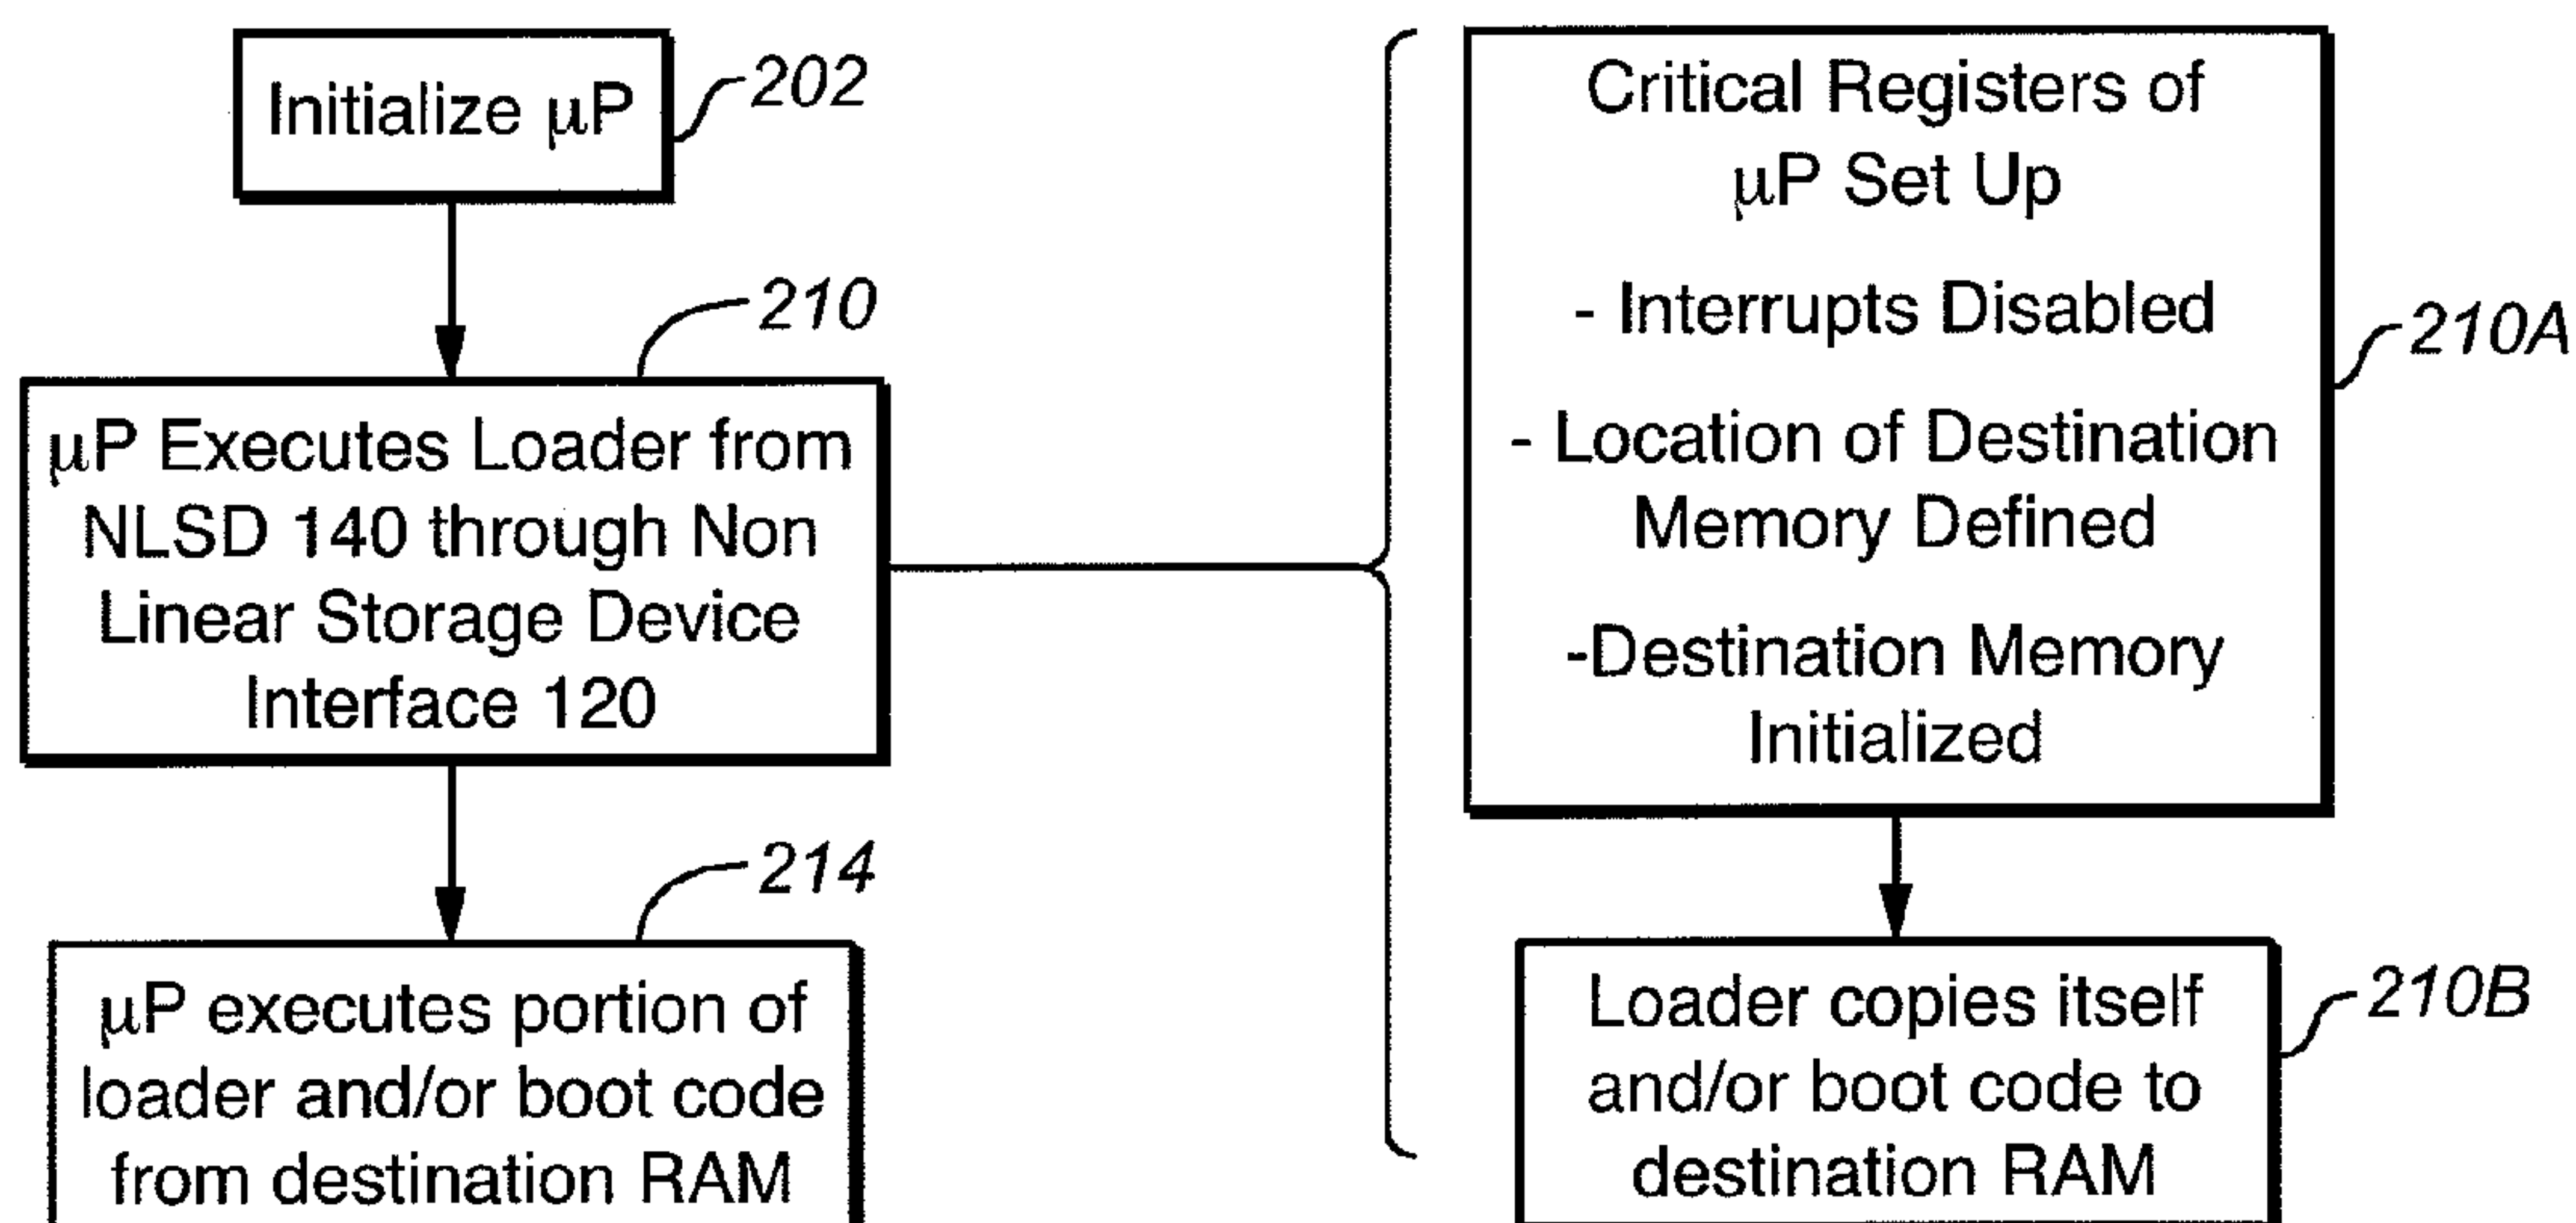 Initialize µP
202
210
µP Executes Loader from
NLSD 140 through Non
Linear Storage Device
Interface 120
214
µP executes portion of
loader and/or boot code
from destination RAM
Critical Registers of
µP Set Up
- Interrupts Disabled
- Location of Destination
Memory Defined
-Destination Memory
Initialized
210A
Loader copies itself
and/or boot code to
destination RAM
210B